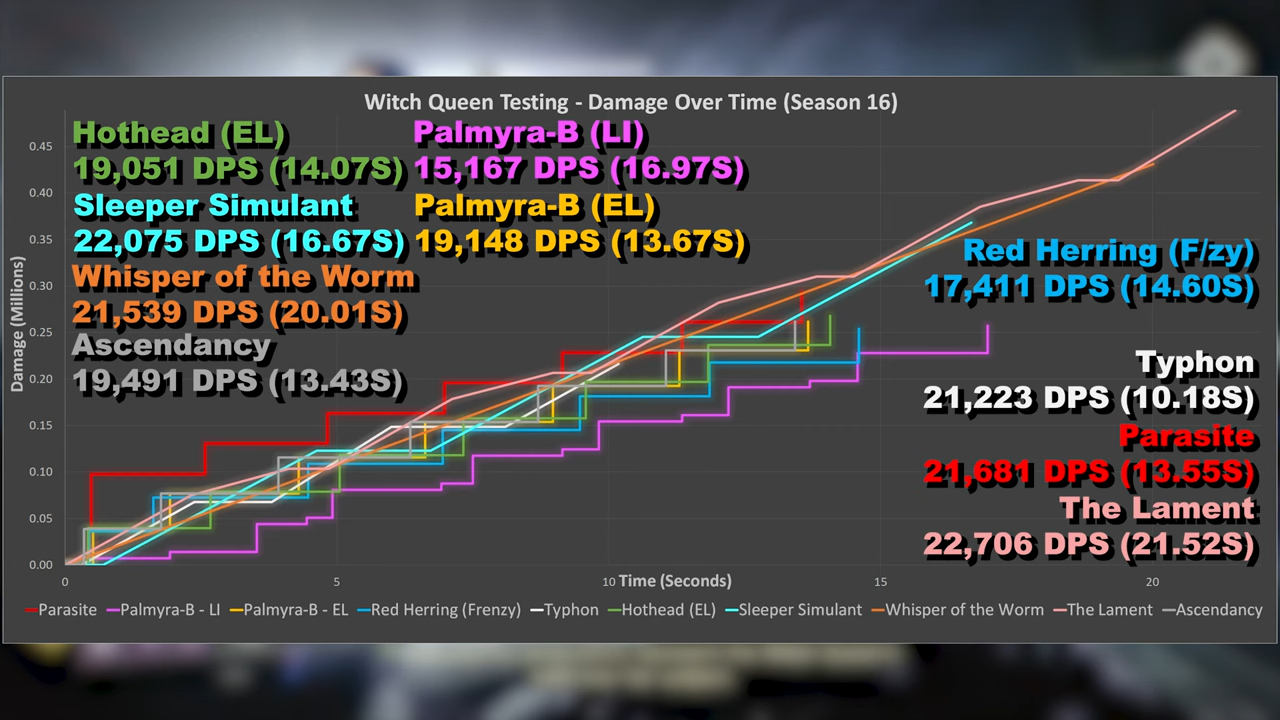 Witch Queen Testing - Damage Over Time (Season 16)
Hothead (EL)
19,051 DPS (14.07S)
Sleeper Simulant
22,075 DPS (16.67S)
Whisper of the Worm
21,539 DPS (20.01S)
Ascendancy
19,491 DPS (13.43S)
Palmyra-B (LI)
15,167 DPS (16.97S)
Palmyra-B (EL)
19,148 DPS (13.67S)
Red Herring (F/zy)
17,411 DPS (14.60S)
Typhon
21,223 DPS (10.18S)
Parasite
21,681 DPS (13.55S)
The Lament
22,706 DPS (21.52S)
Damage (Millions)
0.45
0.40
0.35
0.30
0.25
0.20
0.15
0.10
0.05
0.00
0 5 10 15 20
Time (Seconds)
Parasite Palmyra-B - LI Palmyra-B - EL Red Herring (Frenzy) Typhon Hothead (EL) Sleeper Simulant Whisper of the Worm The Lament Ascendancy